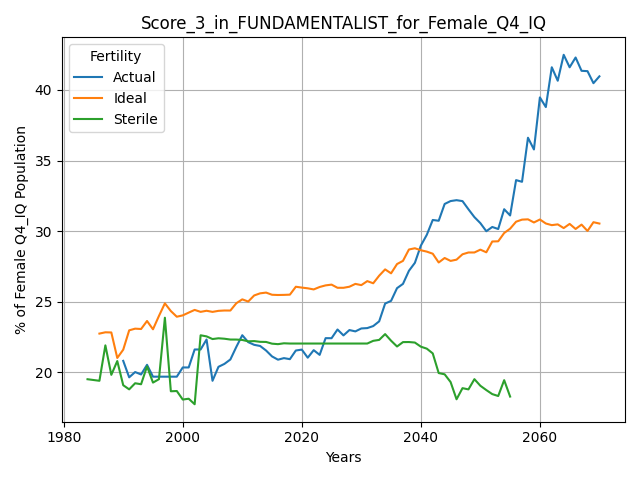 Score_3_in_FUNDAMENTALIST_for_Female_Q4_IQ
Fertility
Actual
Ideal
Sterile
% of Female Q4_IQ Population
40
35
30
25
20
1980
2000
2020
2040
2060
Years